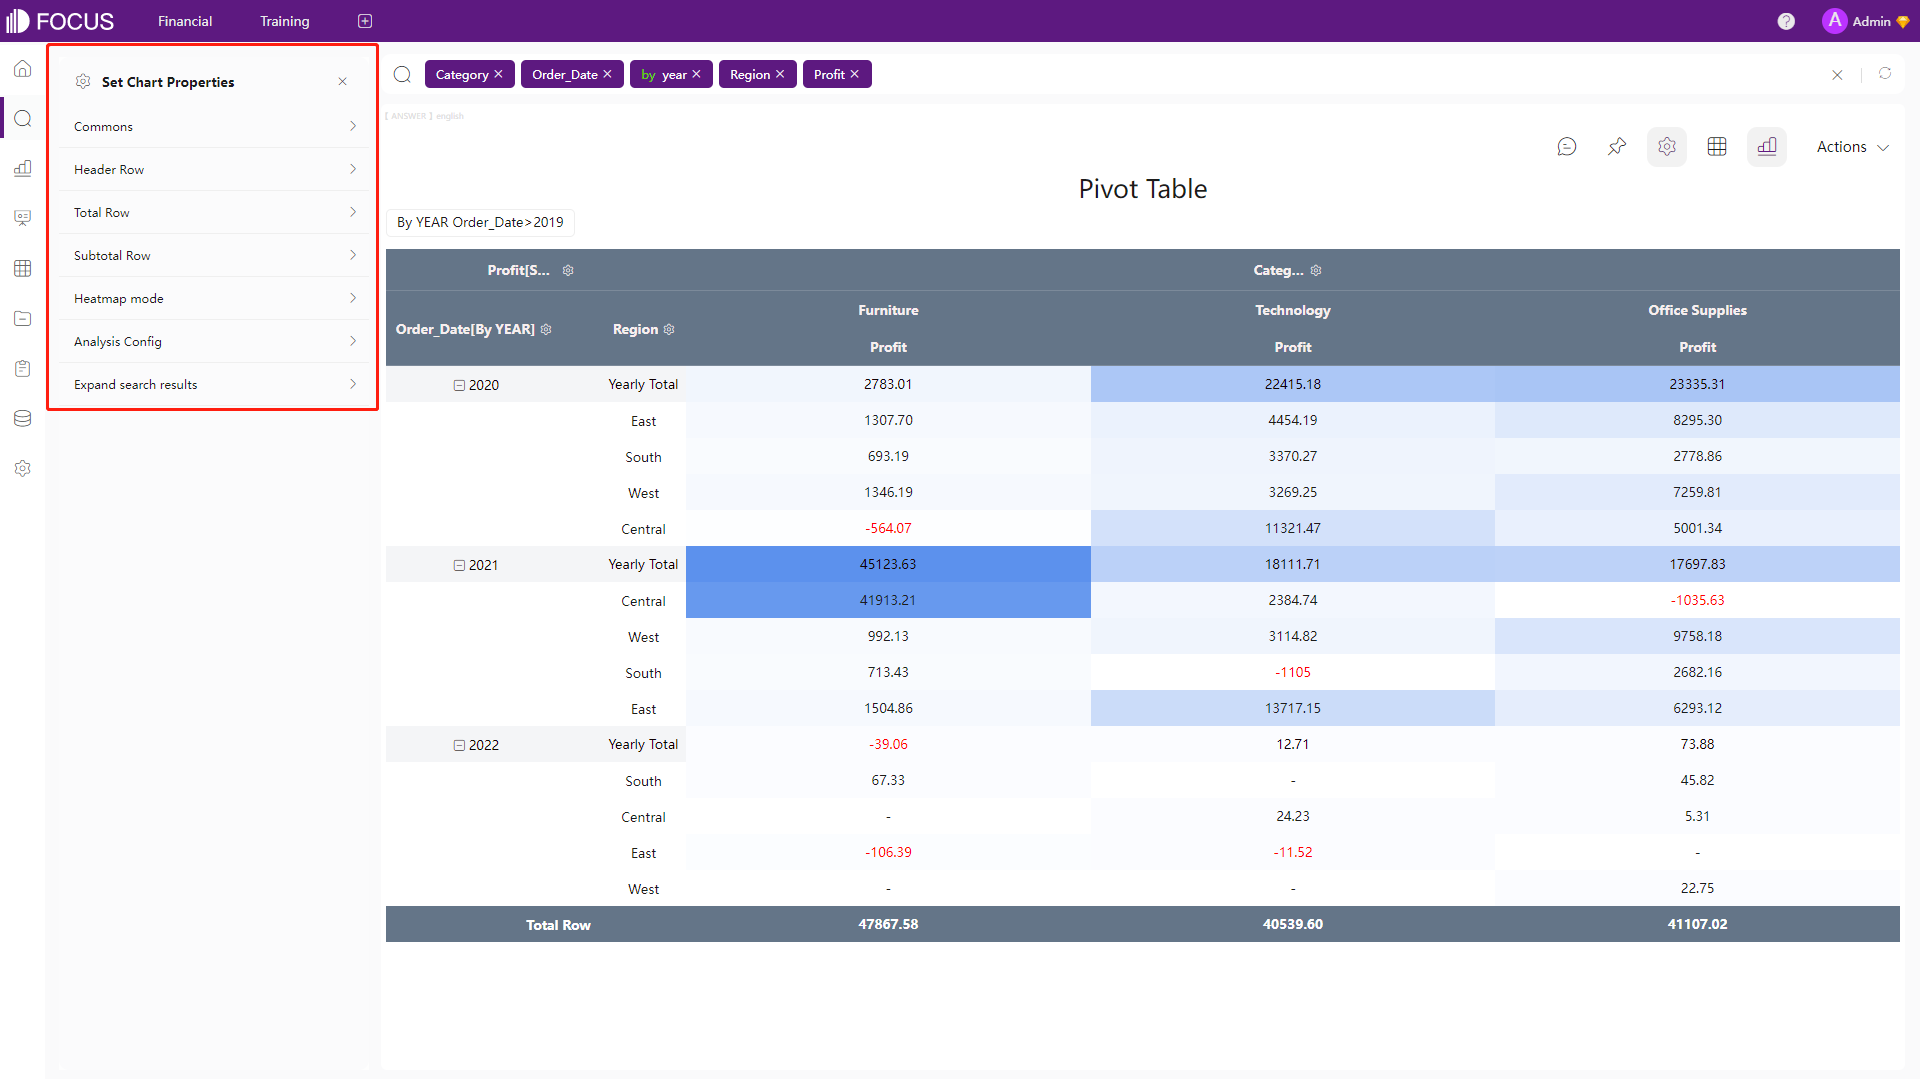 FOCUS Financial Training ? A Admin
Set Chart Properties
Commons
Header Row
Total Row
Subtotal Row
Heatmap mode
Analysis Config
Expand search results
Category Order_Date by year Region Profit
[ ANSWER ] english
Actions
Pivot Table
By YEAR Order_Date>2019
Profit[S... Categ...
Order_Date[By YEAR] Region
Furniture Technology Office Supplies
Profit Profit Profit
2020 Yearly Total 2783.01 22415.18 23335.31
East 1307.70 4454.19 8295.30
South 693.19 3370.27 2778.86
West 1346.19 3269.25 7259.81
Central -564.07 11321.47 5001.34
2021 Yearly Total 45123.63 18111.71 17697.83
Central 41913.21 2384.74 -1035.63
West 992.13 3114.82 9758.18
South 713.43 -1105 2682.16
East 1504.86 13717.15 6293.12
2022 Yearly Total -39.06 12.71 73.88
South 67.33 - 45.82
Central - 24.23 5.31
East -106.39 -11.52 -
West - - 22.75
Total Row 47867.58 40539.60 41107.02